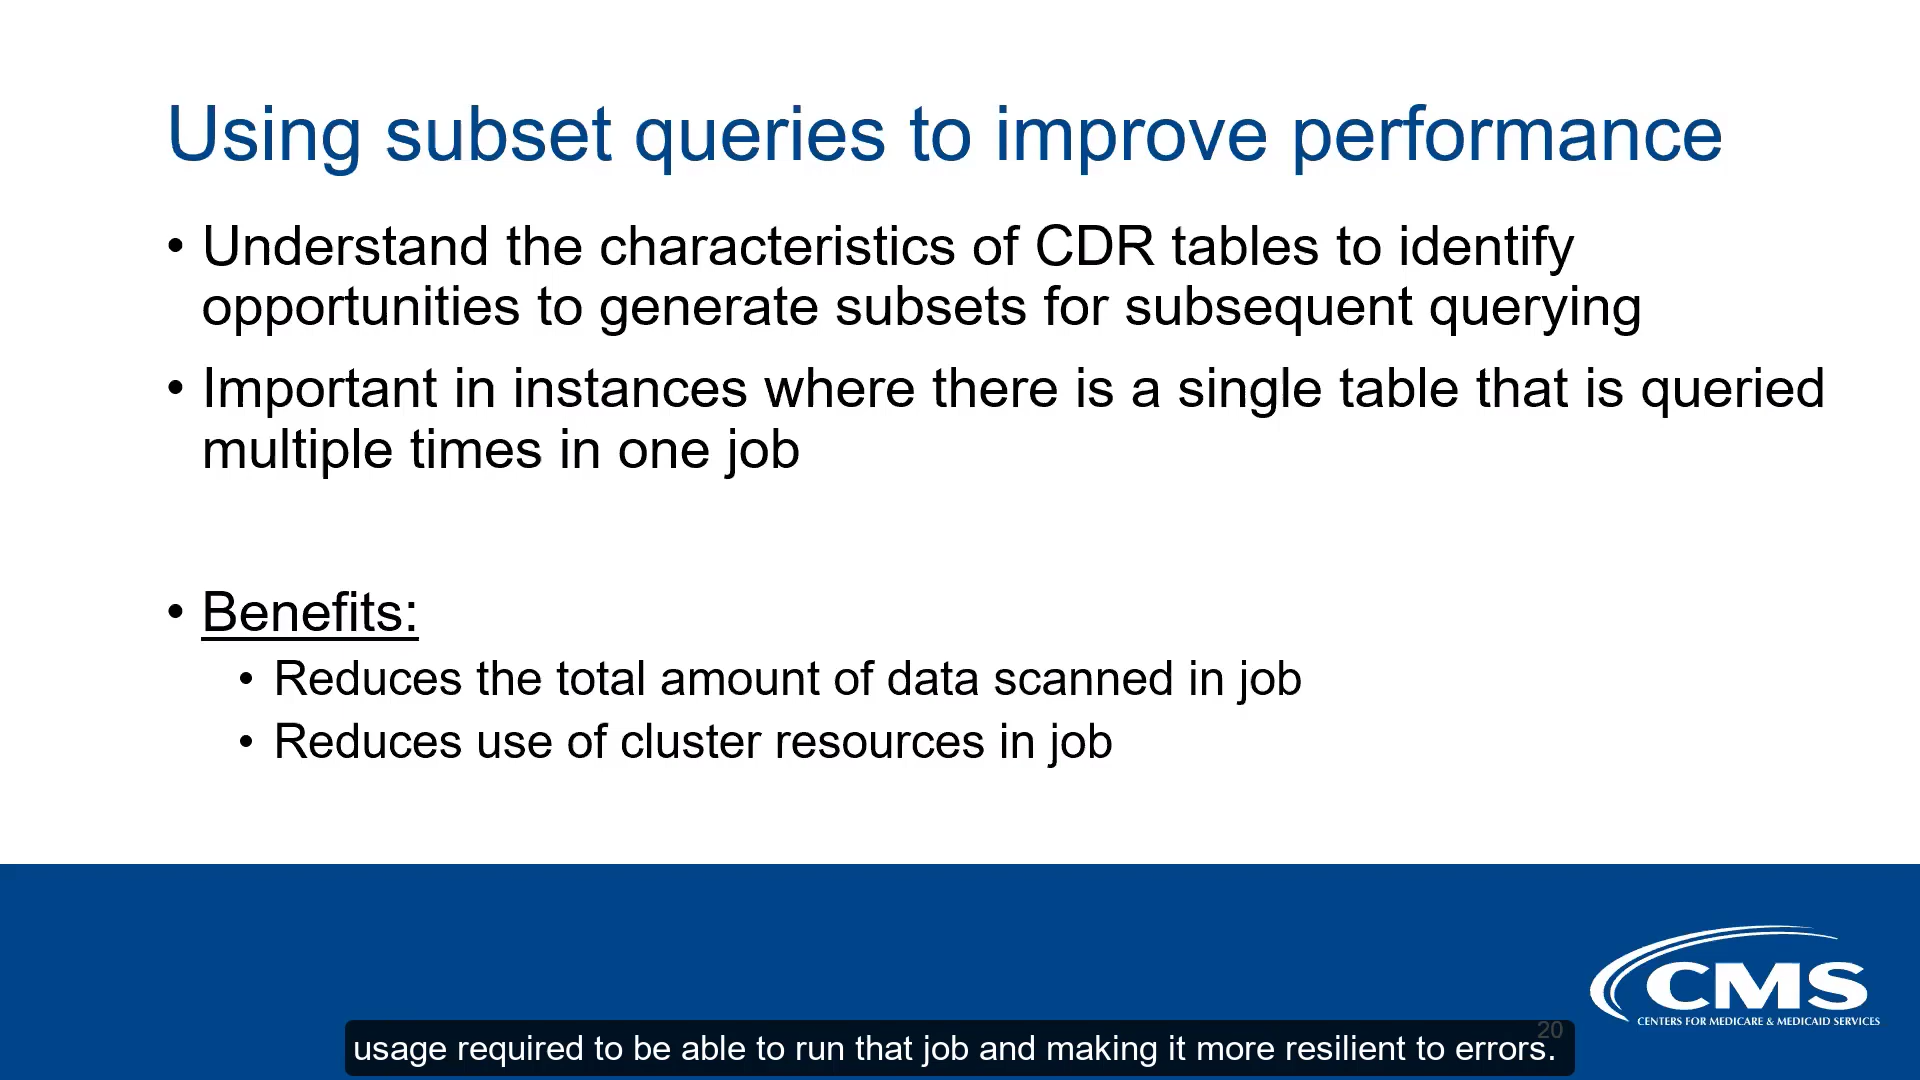 Using subset queries to improve performance
• Understand the characteristics of CDR tables to identify
opportunities to generate subsets for subsequent querying
• Important in instances where there is a single table that is queried
multiple times in one job
• Benefits:
• Reduces the total amount of data scanned in job
• Reduces use of cluster resources in job
CMS
CENTERS FOR MEDICARE & MEDICAID SERVICES
20
usage required to be able to run that job and making it more resilient to errors.